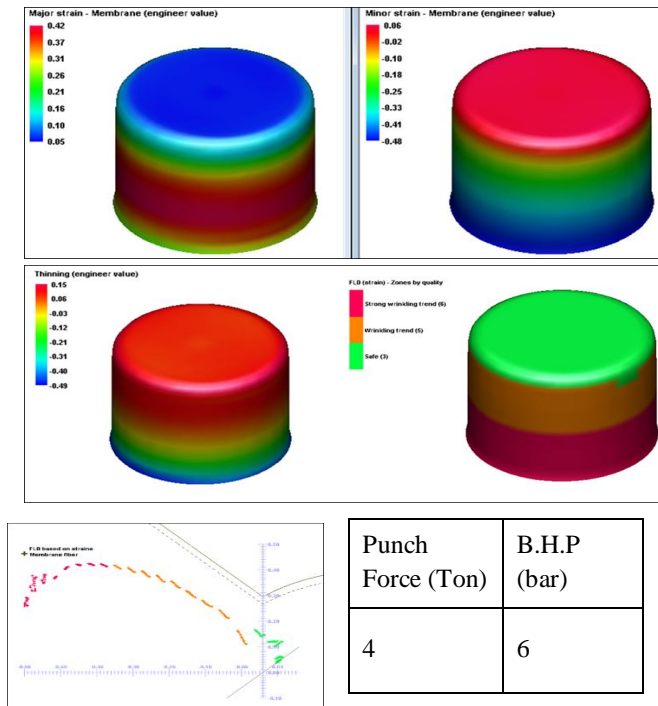 Major strain - Membrane (engineer value)
0.42
0.37
0.31
0.26
0.21
0.16
0.10
0.05
Minor strain - Membrane (engineer value)
0.06
-0.02
-0.10
-0.18
-0.25
-0.33
-0.41
-0.48
Thinning (engineer value)
0.15
0.06
-0.03
-0.12
-0.21
-0.31
-0.40
-0.49
FLD (strain) - Zones by quality
Strong wrinkling trend (6)
Wrinkling trend (5)
Safe (3)
FLD based on strains
Membrane fiber
Punch Force (Ton)
B.H.P (bar)
4
6